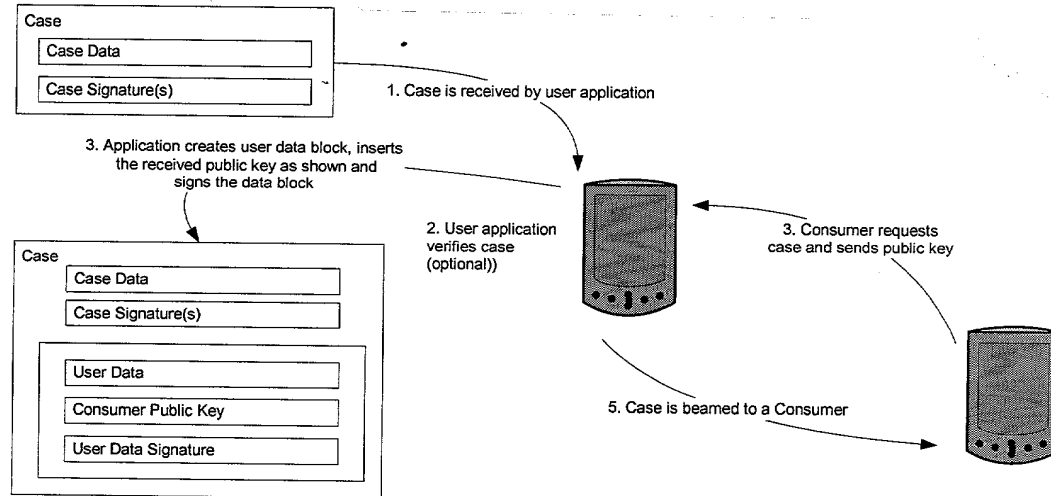 Case
Case Data
Case Signature(s)
1. Case is received by user application
3. Application creates user data block, inserts
the received public key as shown and
signs the data block
2. User application
verifies case
(optional))
3. Consumer requests
case and sends public key
Case
Case Data
Case Signature(s)
User Data
Consumer Public Key
User Data Signature
5. Case is beamed to a Consumer